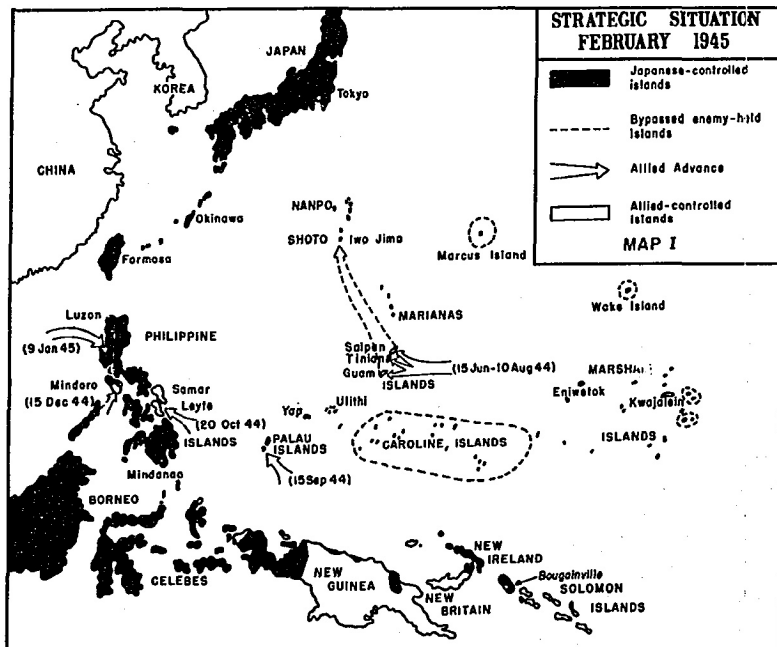 STRATEGIC SITUATION
FEBRUARY 1945
Japanese-controlled
islands
Bypassed enemy-held
Islands
Allied Advance
Allied-controlled
Islands
MAP I
JAPAN
KOREA
Tokyo
CHINA
Okinawa
NANPO
SHOTO
Iwo Jima
Marcus Island
Formosa
MARIANAS
Wake Island
Luzon
PHILIPPINE
(9 Jan 45)
Saipan
Tinian
Guam
ISLANDS
(15 Jun-10 Aug 44)
MARSHAL
Eniwetok
Kwajalein
ISLANDS
Mindoro
(15 Dec 44)
Samar
Leyte
(20 Oct 44)
ISLANDS
Mindanao
Yap
Ulithi
PALAU
ISLANDS
(15 Sep 44)
CAROLINE ISLANDS
BORNEO
CELEBES
NEW
GUINEA
NEW
IRELAND
NEW
BRITAIN
Bougainville
SOLOMON
ISLANDS